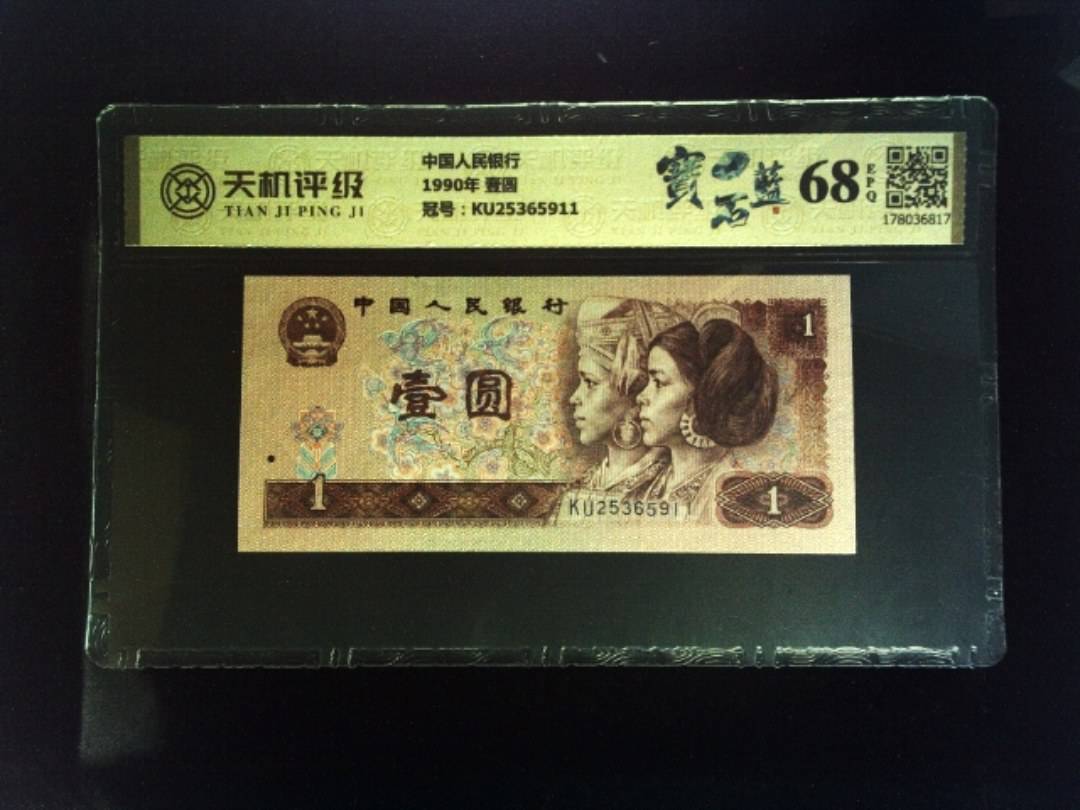 天机评级
TIAN JI PING JI
中国人民银行
1990年 壹圆
冠号：KU25365911
寶石蓝
68
EPQ
178036817
中国人民银行
1
壹圆
1
KU25365911
1